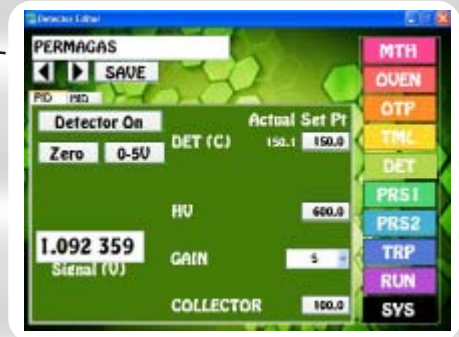 Detector Editor
PERMAGAS
SAVE
PID
Detector On
Zero 0-5V
Actual Set Pt
DET (C) 150.1 150.0
HV 600.0
1.092 359
Signal (V)
GAIN 5
COLLECTOR 100.0
MTH
OVEN
OTP
TML
DET
PRS1
PRS2
TRP
RUN
SYS